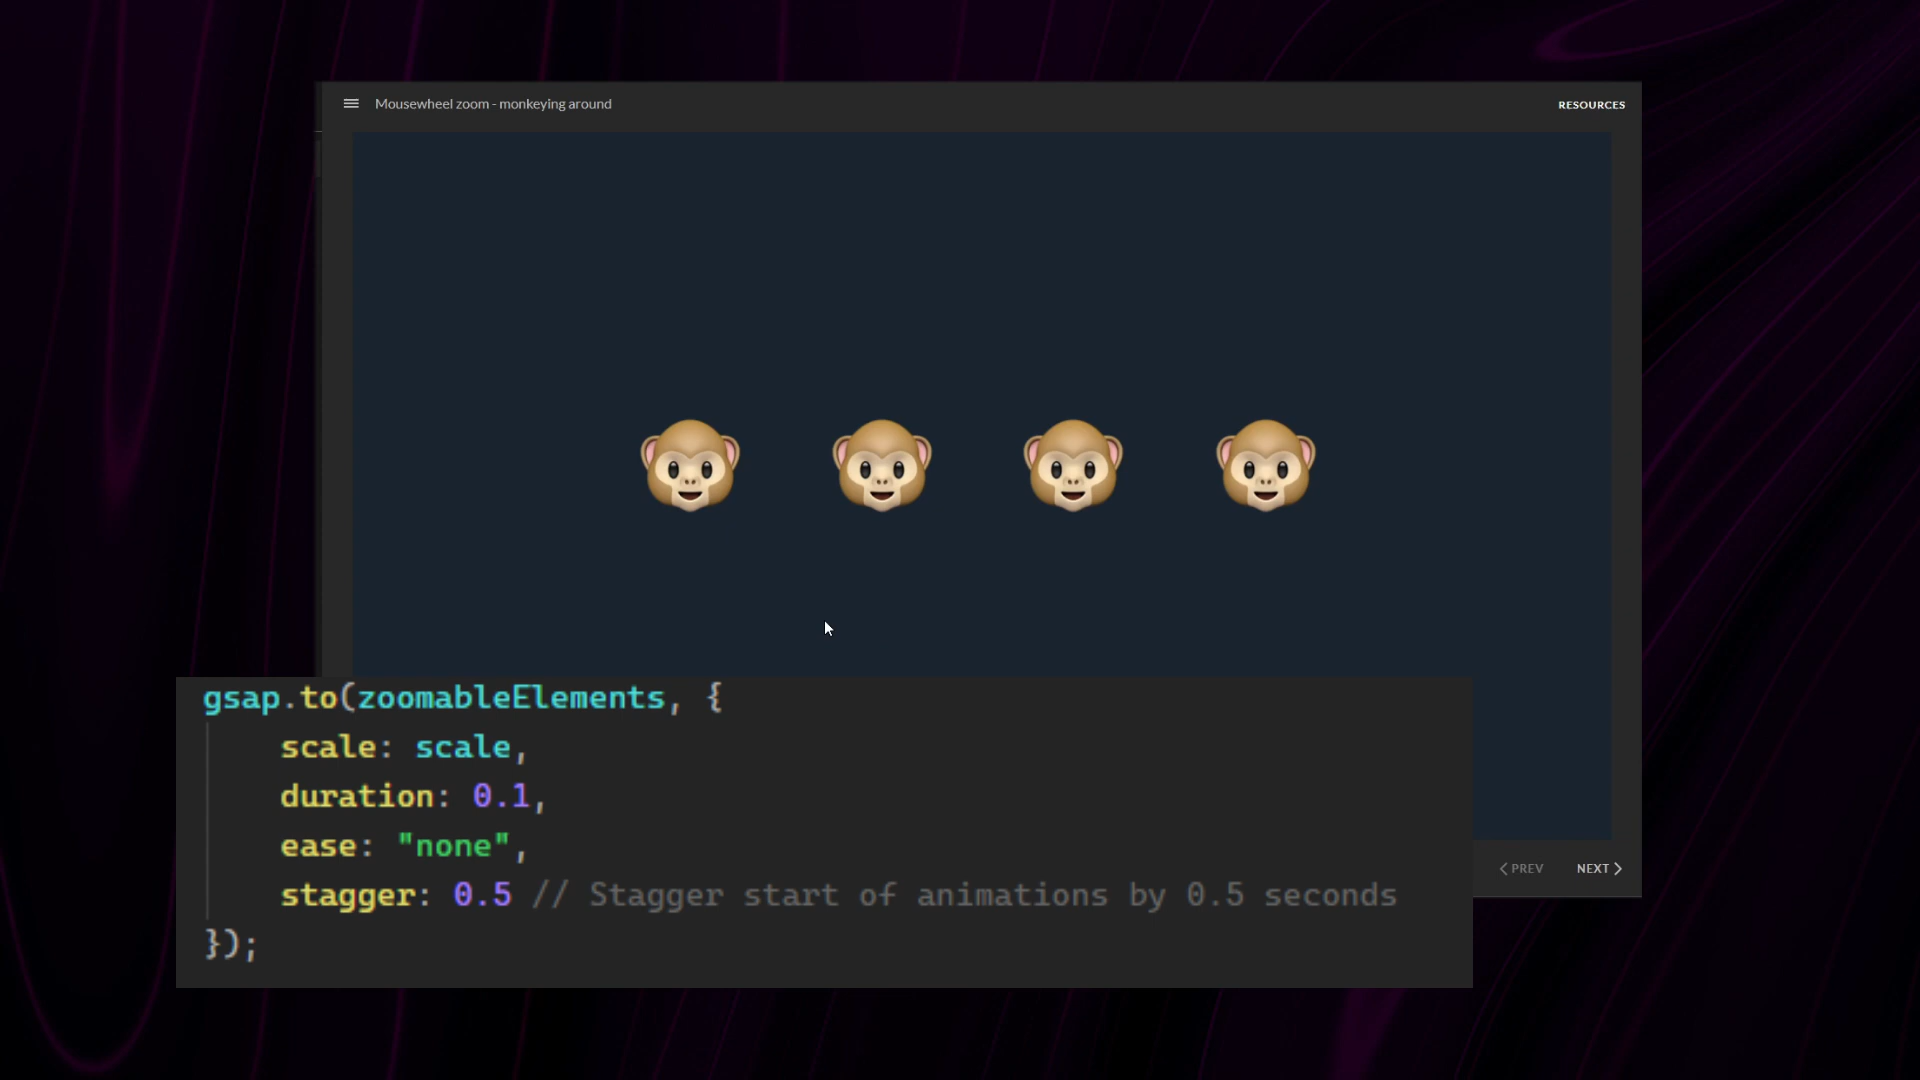 Mousewheel zoom - monkeying around
RESOURCES
gsap.to(zoomableElements, {
scale: scale,
duration: 0.1,
ease: "none",
stagger: 0.5 // Stagger start of animations by 0.5 seconds
});
PREV
NEXT